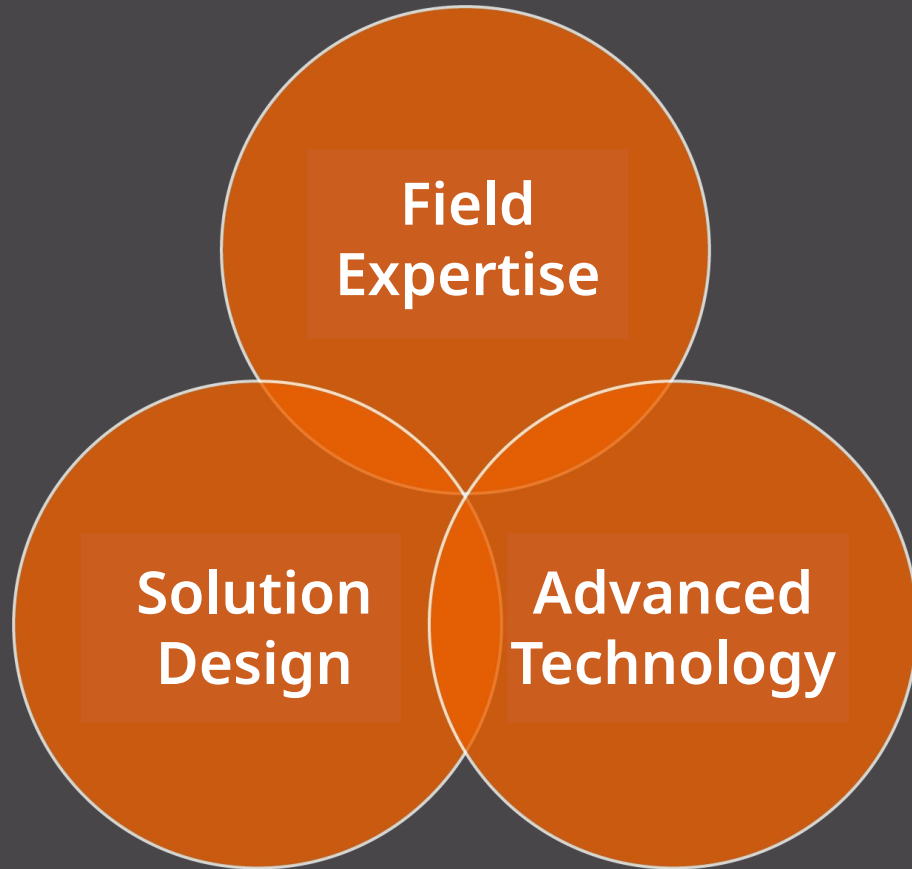 Field
Expertise
Solution
Design
Advanced
Technology